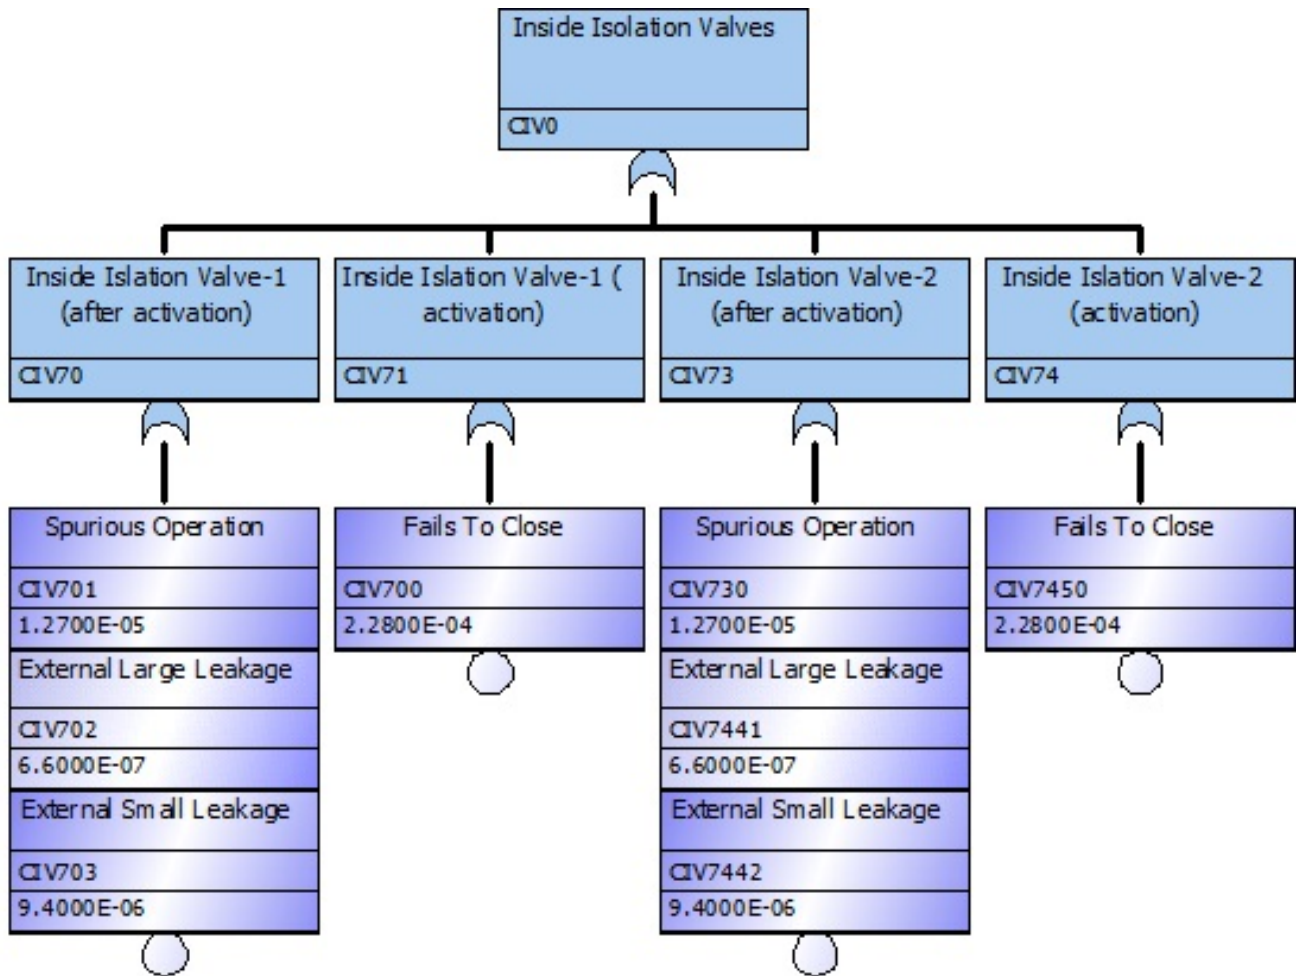 Inside Isolation Valves
CIV0
Inside Islation Valve-1
(after activation)
CIV70
Inside Islation Valve-1 (
activation)
CIV71
Inside Islation Valve-2
(after activation)
CIV73
Inside Islation Valve-2
(activation)
CIV74
Spurious Operation
CIV701
1.2700E-05
External Large Leakage
CIV702
6.6000E-07
External Small Leakage
CIV703
9.4000E-06
Fails To Close
CIV700
2.2800E-04
Spurious Operation
CIV730
1.2700E-05
External Large Leakage
CIV7441
6.6000E-07
External Small Leakage
CIV7442
9.4000E-06
Fails To Close
CIV7450
2.2800E-04